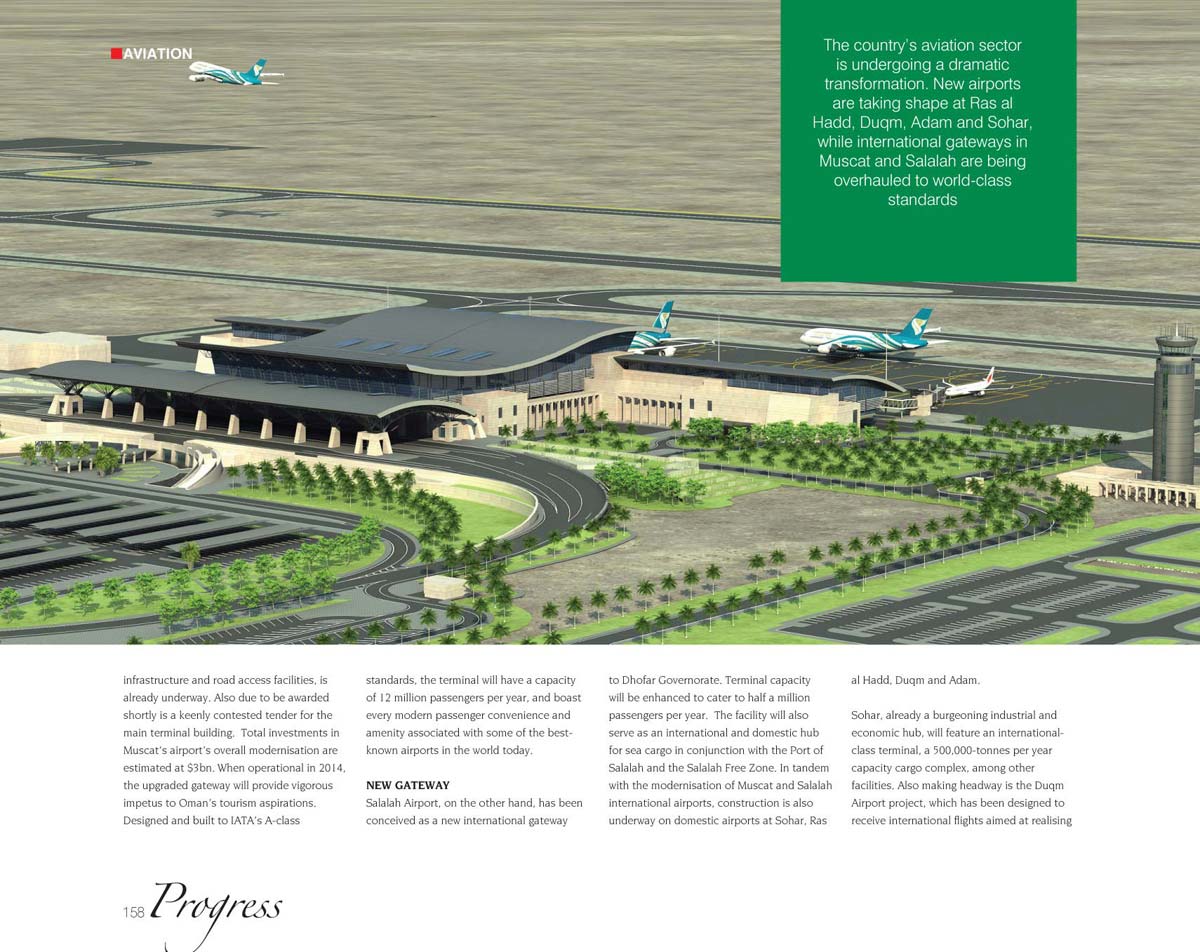 AVIATION
The country's aviation sector
is undergoing a dramatic
transformation. New airports
are taking shape at Ras al
Hadd, Duqm, Adam and Sohar,
while international gateways in
Muscat and Salalah are being
overhauled to world-class
standards
infrastructure and road access facilities, is
already underway. Also due to be awarded
shortly is a keenly contested tender for the
main terminal building.  Total investments in
Muscat's airport's overall modernisation are
estimated at $3bn. When operational in 2014,
the upgraded gateway will provide vigorous
impetus to Oman's tourism aspirations.
Designed and built to IATA's A-class
standards, the terminal will have a capacity
of 12 million passengers per year, and boast
every modern passenger convenience and
amenity associated with some of the best-
known airports in the world today.
NEW GATEWAY
Salalah Airport, on the other hand, has been
conceived as a new international gateway
to Dhofar Governorate. Terminal capacity
will be enhanced to cater to half a million
passengers per year.  The facility will also
serve as an international and domestic hub
for sea cargo in conjunction with the Port of
Salalah and the Salalah Free Zone. In tandem
with the modernisation of Muscat and Salalah
international airports, construction is also
underway on domestic airports at Sohar, Ras
al Hadd, Duqm and Adam.
Sohar, already a burgeoning industrial and
economic hub, will feature an international-
class terminal, a 500,000-tonnes per year
capacity cargo complex, among other
facilities. Also making headway is the Duqm
Airport project, which has been designed to
receive international flights aimed at realising
158 Progress